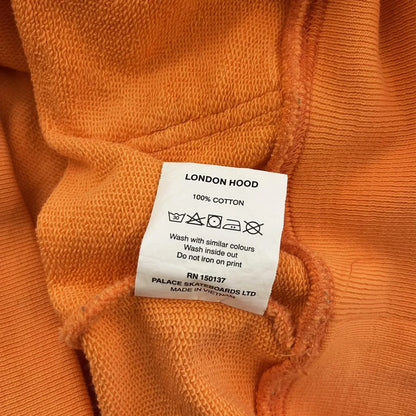 LONDON HOOD
100% COTTON
Wash with similar colours
Wash inside out
Do not iron on print
RN 150137
PALACE SKATEBOARDS LTD
MADE IN VIETNAM